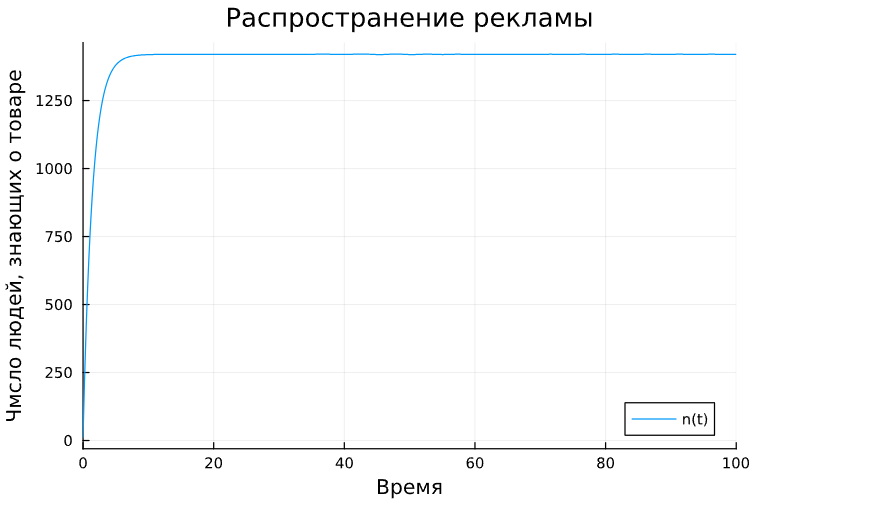 Распространение рекламы
Чмсло людей, знающих о товаре
1250
1000
750
500
250
0
n(t)
0 20 40 60 80 100
Время